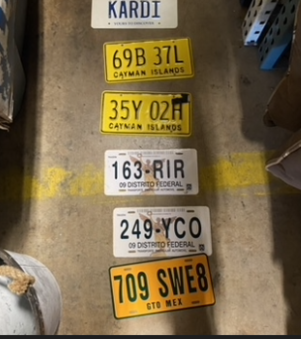 KARDI
69B 37L
CAYMAN ISLANDS
35Y 02H
CAYMAN ISLANDS
163-RIR
09 DISTRITO FEDERAL
249-YCO
09 DISTRITO FEDERAL
709 SWE8
GTO MEX